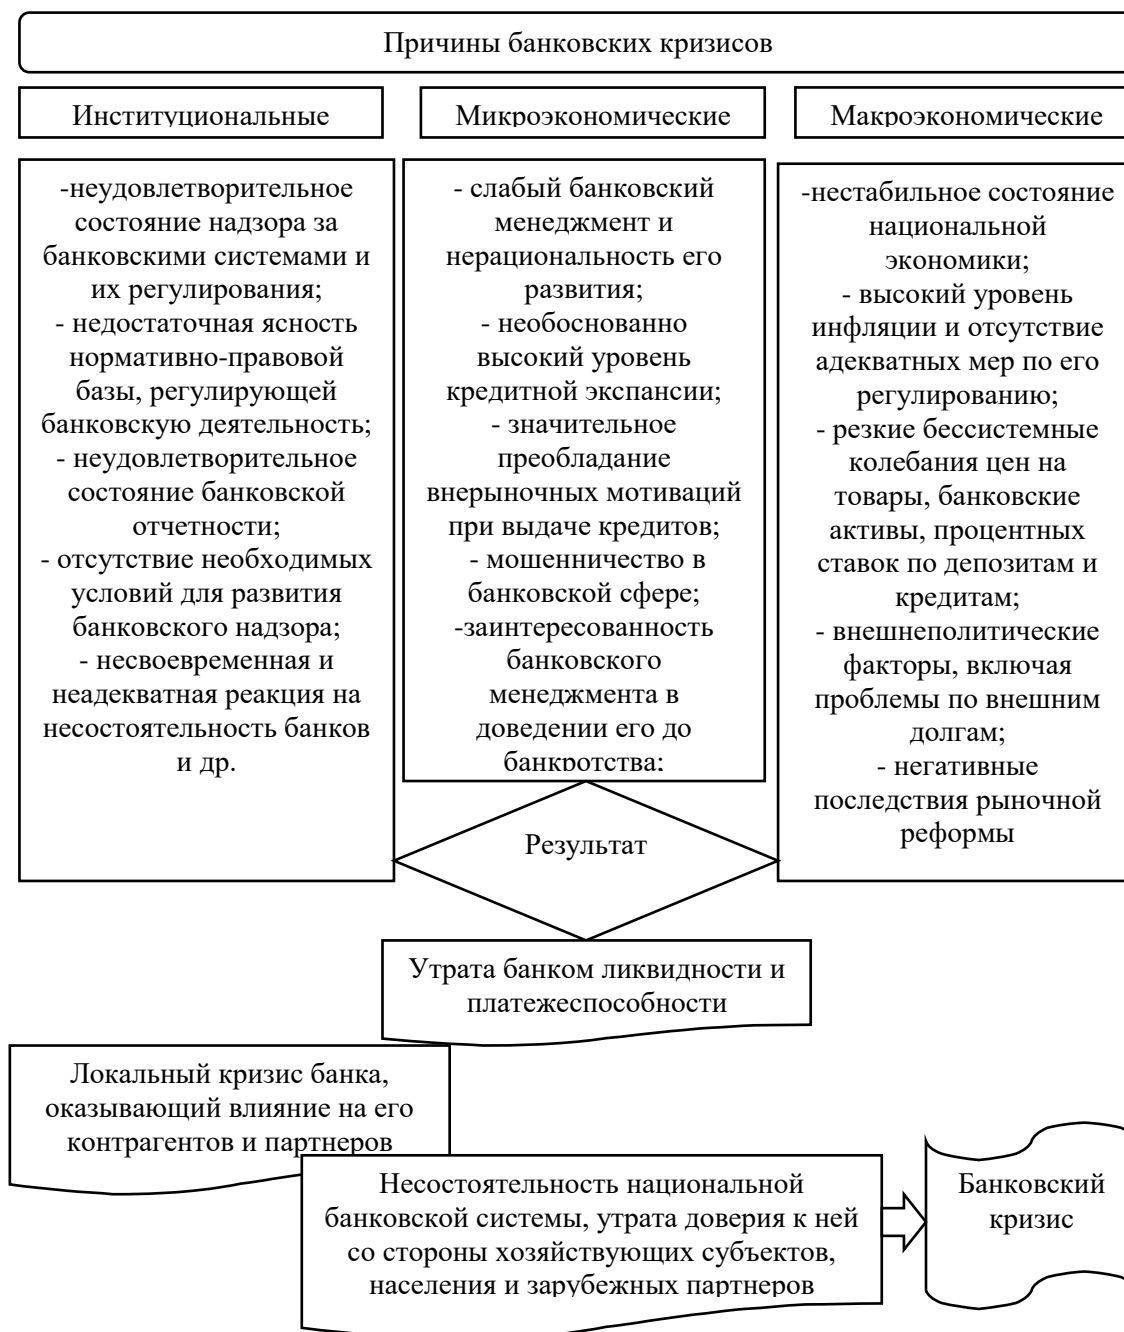 Причины банковских кризисов
Институциональные
Микроэкономические
Макроэкономические
-неудовлетворительное
состояние надзора за
банковскими системами и
их регулирования;
- недостаточная ясность
нормативно-правовой
базы, регулирующей
банковскую деятельность;
- неудовлетворительное
состояние банковской
отчетности;
- отсутствие необходимых
условий для развития
банковского надзора;
- несвоевременная и
неадекватная реакция на
несостоятельность банков
и др.
- слабый банковский
менеджмент и
нерациональность его
развития;
- необоснованно
высокий уровень
кредитной экспансии;
- значительное
преобладание
внерыночных мотиваций
при выдаче кредитов;
- мошенничество в
банковской сфере;
-заинтересованность
банковского
менеджмента в
доведении его до
банкротства;
-нестабильное состояние
национальной
экономики;
- высокий уровень
инфляции и отсутствие
адекватных мер по его
регулированию;
- резкие бессистемные
колебания цен на
товары, банковские
активы, процентных
ставок по депозитам и
кредитам;
- внешнеполитические
факторы, включая
проблемы по внешним
долгам;
- негативные
последствия рыночной
реформы
Результат
Утрата банком ликвидности и
платежеспособности
Локальный кризис банка,
оказывающий влияние на его
контрагентов и партнеров
Несостоятельность национальной
банковской системы, утрата доверия к ней
со стороны хозяйствующих субъектов,
населения и зарубежных партнеров
Банковский
кризис